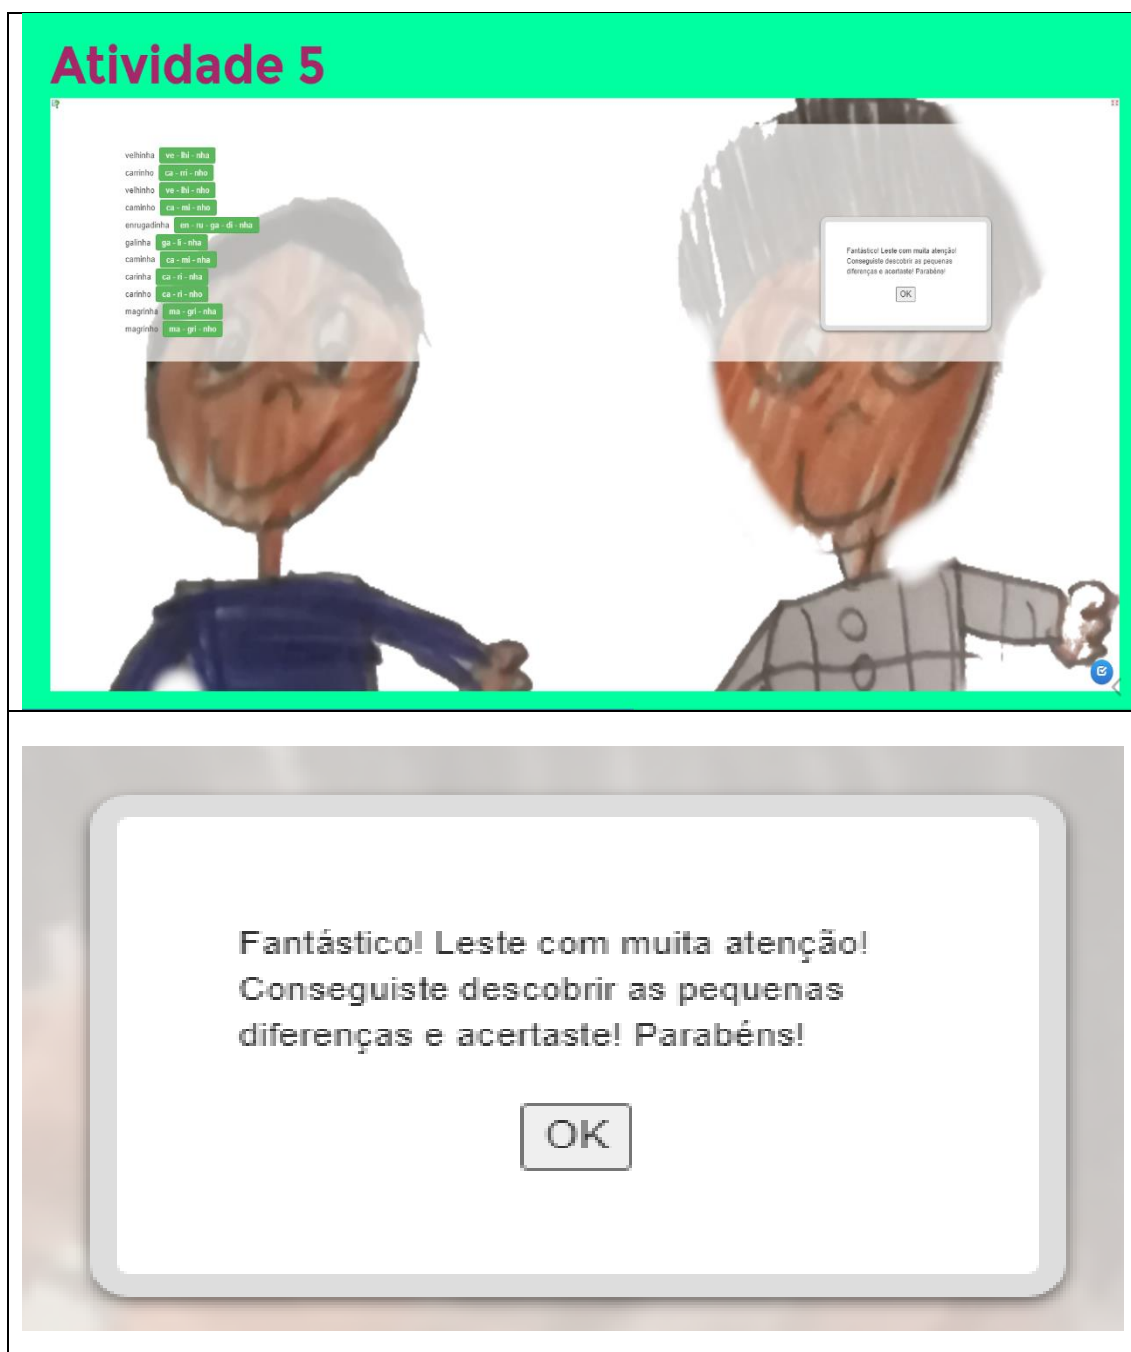 Atividade 5
velhinha ve - lhi - nha
carrinho ca - rri - nho
velhinho ve - lhi - nho
caminho ca - mi - nho
enrugadinha en - ru - ga - di - nha
galinha ga - li - nha
caminha ca - mi - nha
carinha ca - ri - nha
carinho ca - ri - nho
magrinha ma - gri - nha
magrinho ma - gri - nho
Fantástico! Leste com muita atenção!
Conseguiste descobrir as pequenas
diferenças e acertaste! Parabéns!
OK
Fantástico! Leste com muita atenção!
Conseguiste descobrir as pequenas
diferenças e acertaste! Parabéns!
OK